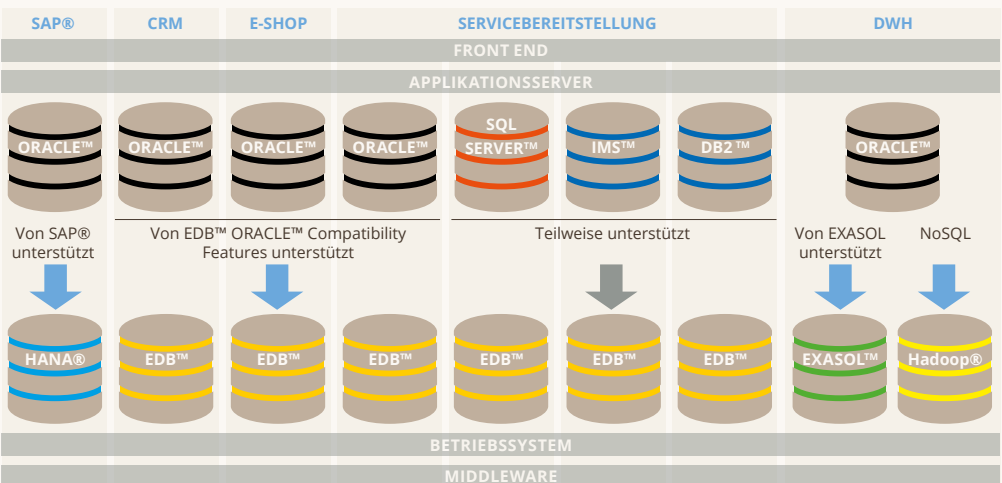 SAP® CRM E-SHOP SERVICEBEREITSTELLUNG DWH
FRONT END
APPLIKATIONSSERVER
ORACLE™ ORACLE™ ORACLE™ ORACLE™ SQL SERVER™ IMS™ DB2™ ORACLE™
Von SAP®
unterstützt
Von EDB™ ORACLE™ Compatibility
Features unterstützt
Teilweise unterstützt
Von EXASOL
unterstützt
NoSQL
HANA® EDB™ EDB™ EDB™ EDB™ EDB™ EDB™ EXASOL™ Hadoop®
BETRIEBSSYSTEM
MIDDLEWARE